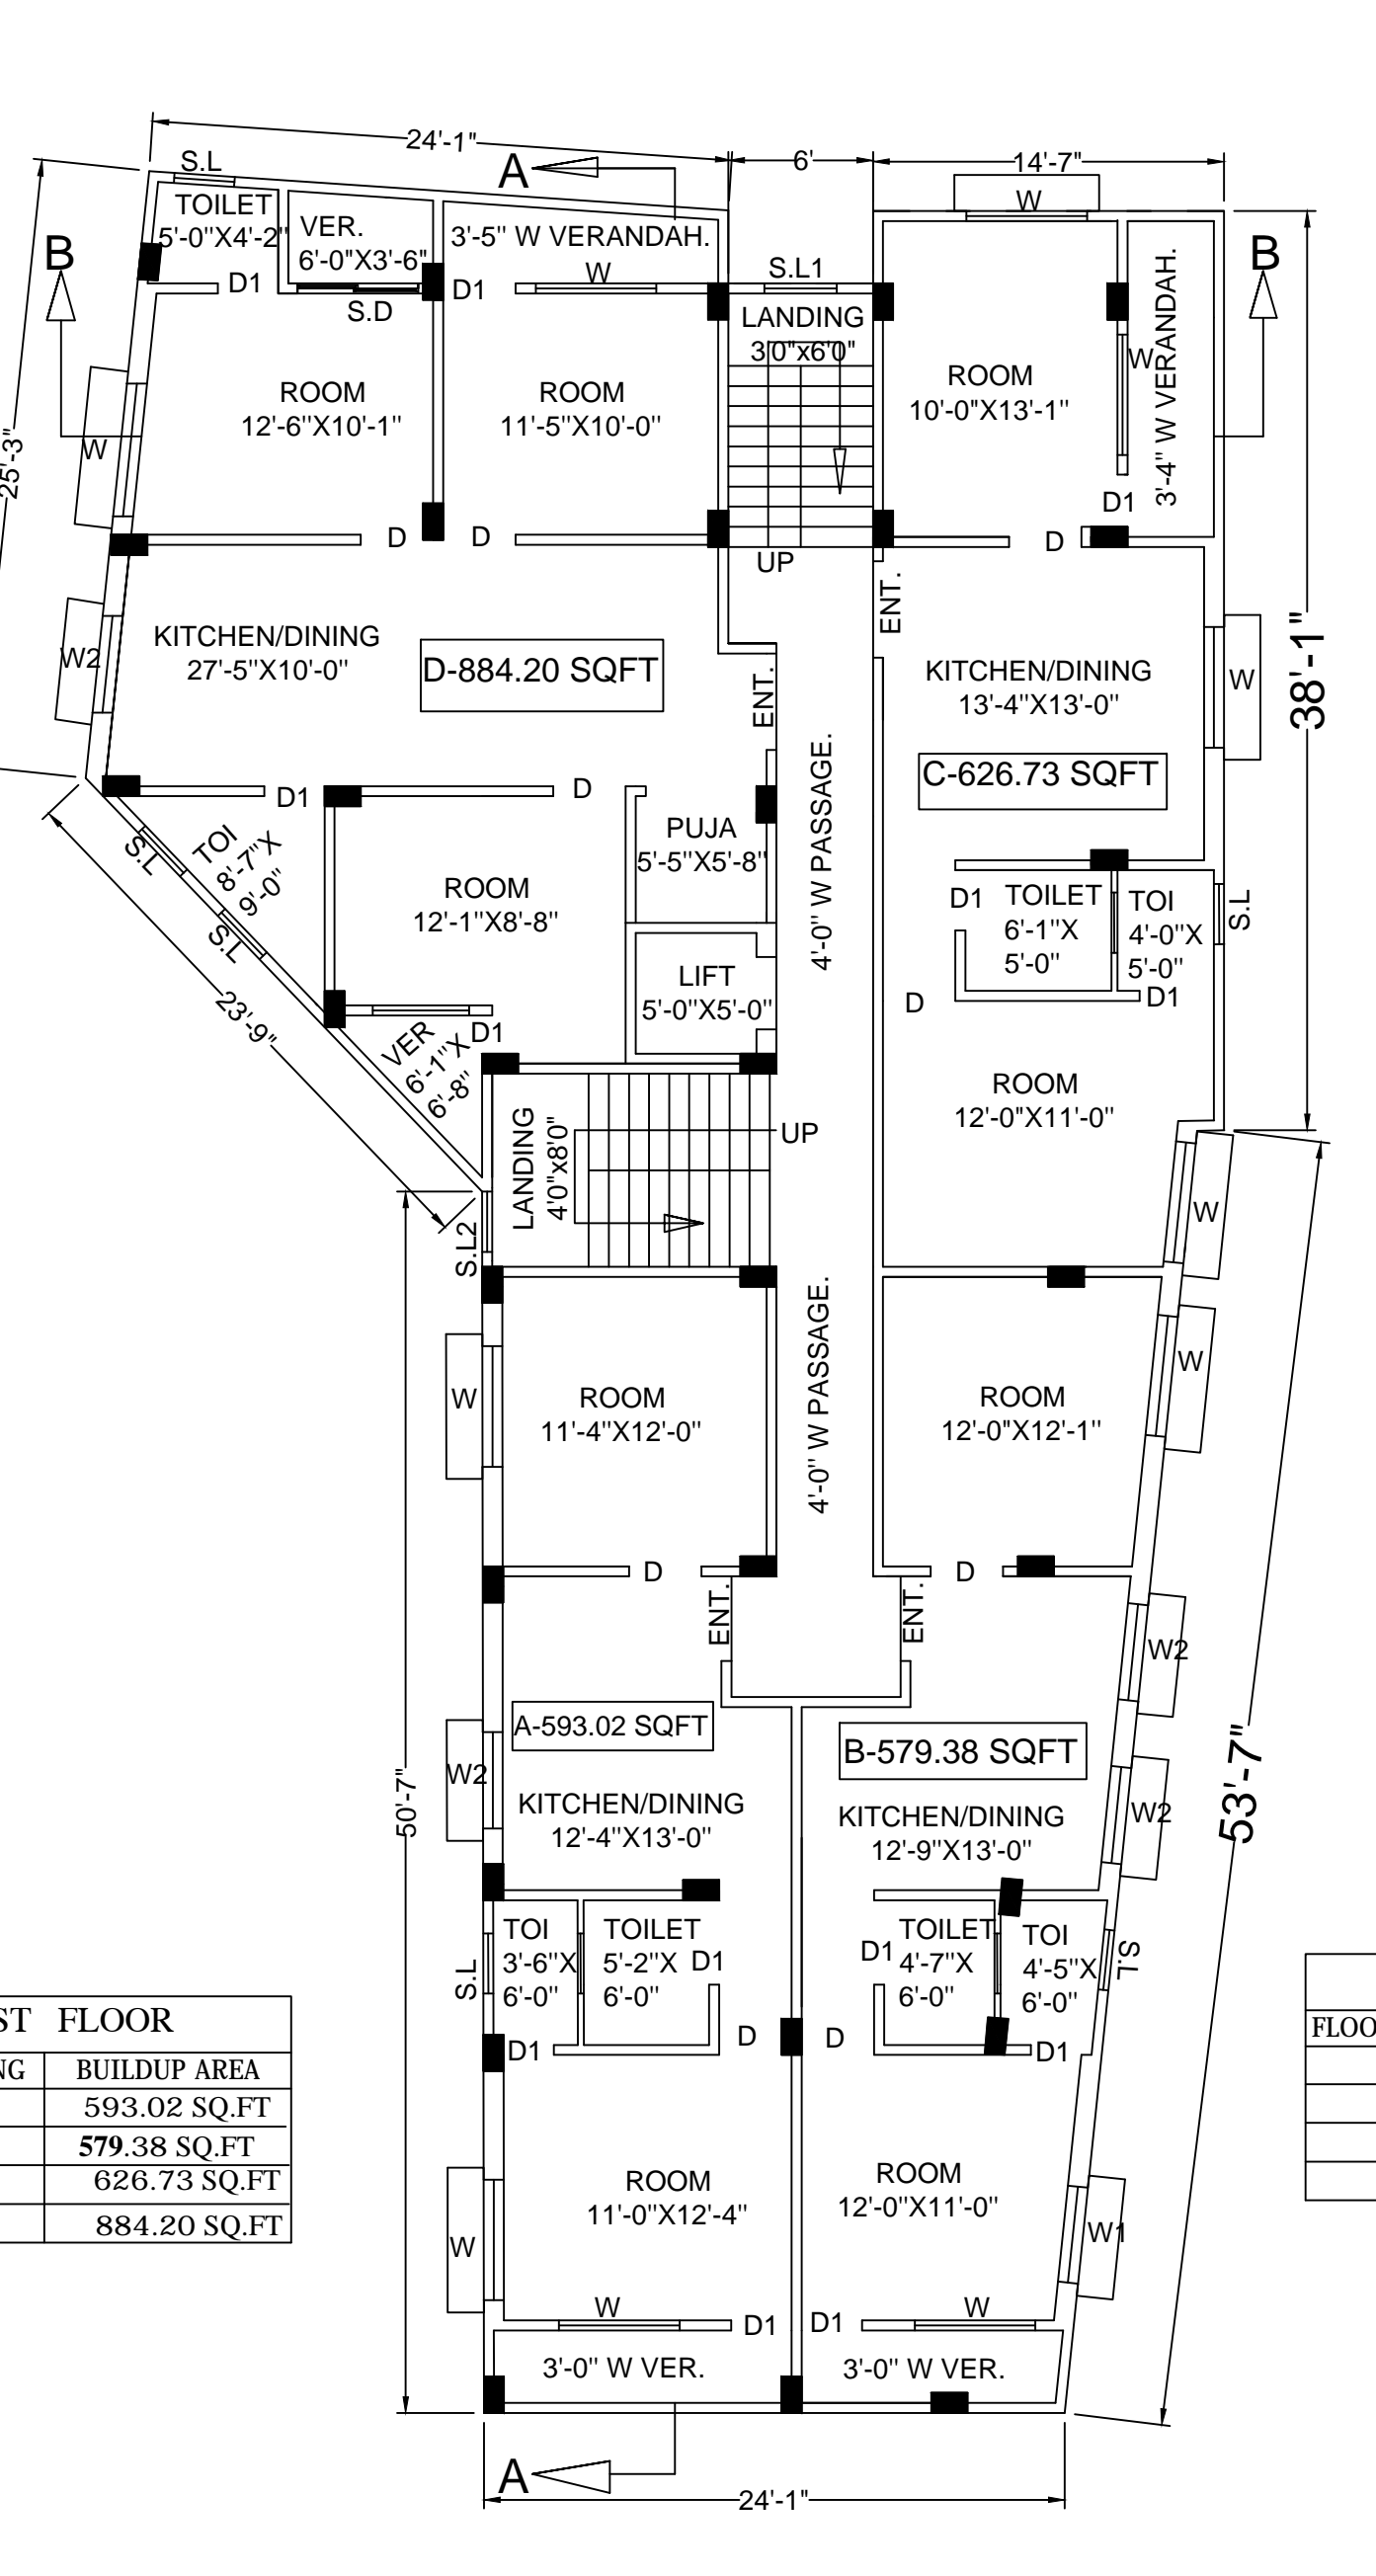 24'-1"
6'
14'-7"
A
S.L
W
TOILET
5'-0"X4'-2"
VER.
6'-0"X3'-6"
3'-5" W VERANDAH.
B
B
D1
S.D
D1
W
S.L1
LANDING
3'0"x6'0"
3'-4" W VERANDAH.
W
ROOM
12'-6"X10'-1"
ROOM
11'-5"X10'-0"
ROOM
10'-0"X13'-1"
25'-3"
W
D1
D
D
UP
D
ENT.
38'-1"
W2
KITCHEN/DINING
27'-5"X10'-0"
D-884.20 SQFT
ENT.
KITCHEN/DINING
13'-4"X13'-0"
W
C-626.73 SQFT
D1
D
4'-0" W PASSAGE.
TOI
8'-7"X
9'-0"
S.L
S.L
PUJA
5'-5"X5'-8"
ROOM
12'-1"X8'-8"
D1
TOILET
6'-1"X
5'-0"
TOI
4'-0"X
5'-0"
S.L
LIFT
5'-0"X5'-0"
D
D1
23'-9"
VER
6'-1"X
6'-8"
D1
ROOM
12'-0"X11'-0"
LANDING
4'0"x8'0"
UP
S.L2
W
4'-0" W PASSAGE.
W
ROOM
11'-4"X12'-0"
ROOM
12'-0"X12'-1"
W
D
D
ENT.
ENT.
W2
A-593.02 SQFT
B-579.38 SQFT
53'-7"
50'-7"
W2
KITCHEN/DINING
12'-4"X13'-0"
KITCHEN/DINING
12'-9"X13'-0"
W2
TOI
3'-6"X
6'-0"
TOILET
5'-2"X
6'-0"
D1
D1
TOILET
4'-7"X
6'-0"
TOI
4'-5"X
6'-0"
S.L
S.L
D1
D
D
D1
ST FLOOR
NG BUILDUP AREA
593.02 SQ.FT
579.38 SQ.FT
626.73 SQ.FT
884.20 SQ.FT
FLOO
ROOM
11'-0"X12'-4"
ROOM
12'-0"X11'-0"
W
W1
W
D1
D1
W
3'-0" W VER.
3'-0" W VER.
A
24'-1"